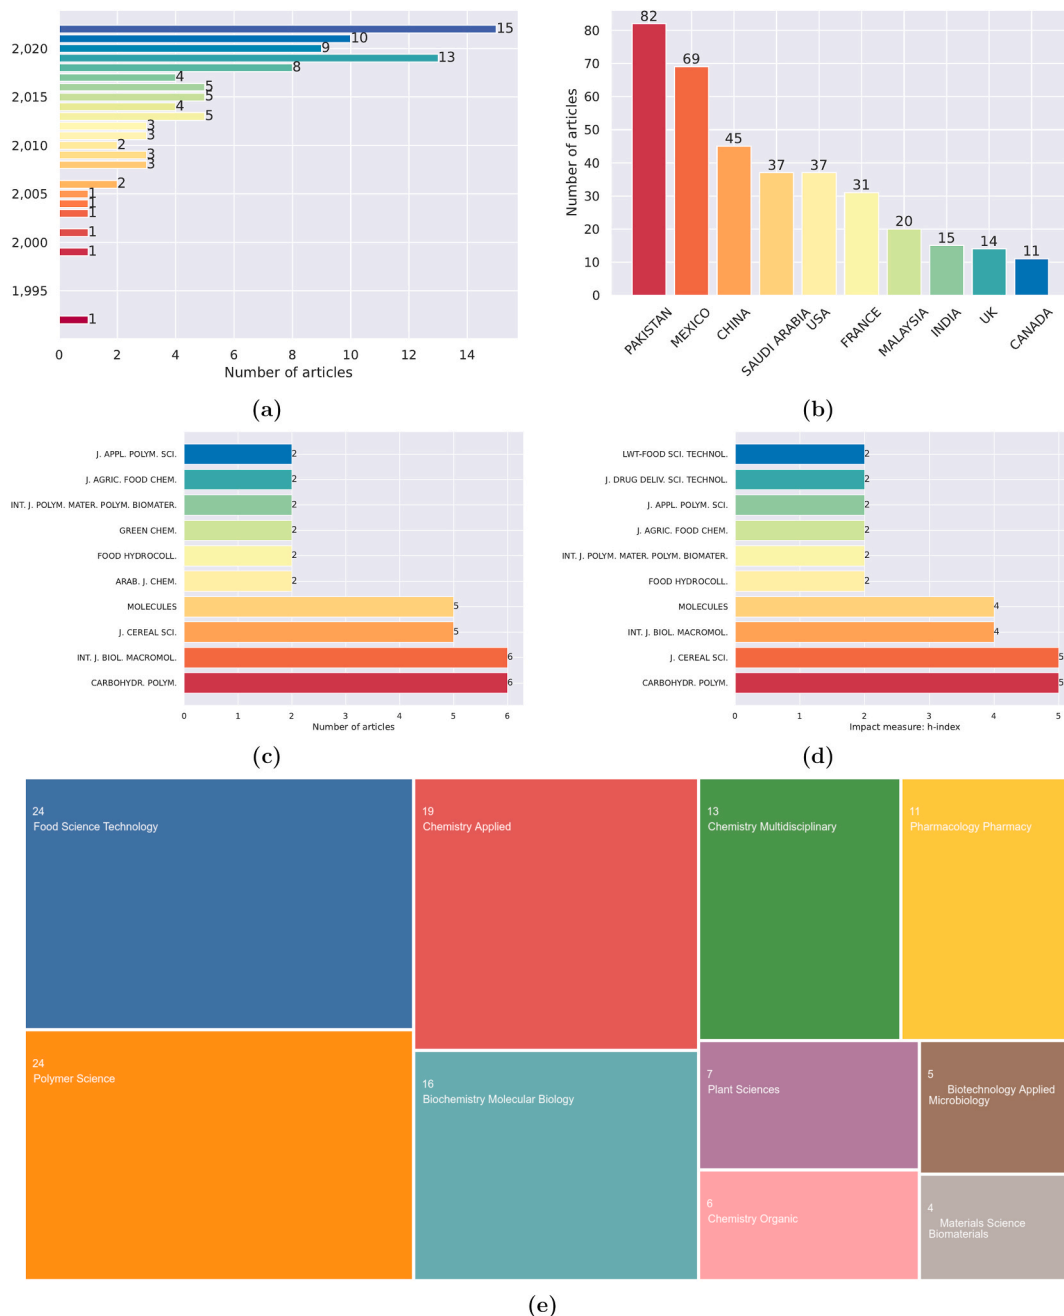 15
10
2,020
9
13
8
4
5
2,015
5
4
5
3
3
2,010
2
3
3
2
2,005
1
1
1
1
2,000
1
1,995
1
0
2
4
6
8
10
12
14
Number of articles
(a)
Number of articles
80
70
60
50
40
30
20
10
0
82
69
45
37
37
31
20
15
14
11
PAKISTAN
MEXICO
CHINA
SAUDI ARABIA
USA
FRANCE
MALAYSIA
INDIA
UK
CANADA
(b)
J. APPL. POLYM. SCI.
2
J. AGRIC. FOOD CHEM.
2
INT. J. POLYM. MATER. POLYM. BIOMATER.
2
GREEN CHEM.
2
FOOD HYDROCOLL.
2
ARAB. J. CHEM.
2
MOLECULES
5
J. CEREAL SCI.
5
INT. J. BIOL. MACROMOL.
6
CARBOHYDR. POLYM.
6
0
1
2
3
4
5
6
Number of articles
(c)
LWT-FOOD SCI. TECHNOL.
2
J. DRUG DELIV. SCI. TECHNOL.
2
J. APPL. POLYM. SCI.
2
J. AGRIC. FOOD CHEM.
2
INT. J. POLYM. MATER. POLYM. BIOMATER.
2
FOOD HYDROCOLL.
2
MOLECULES
4
INT. J. BIOL. MACROMOL.
4
J. CEREAL SCI.
5
CARBOHYDR. POLYM.
5
0
1
2
3
4
5
Impact measure: h-index
(d)
24
Food Science Technology
19
Chemistry Applied
13
Chemistry Multidisciplinary
11
Pharmacology Pharmacy
24
Polymer Science
16
Biochemistry Molecular Biology
7
Plant Sciences
5
Biotechnology Applied
Microbiology
6
Chemistry Organic
4
Materials Science
Biomaterials
(e)